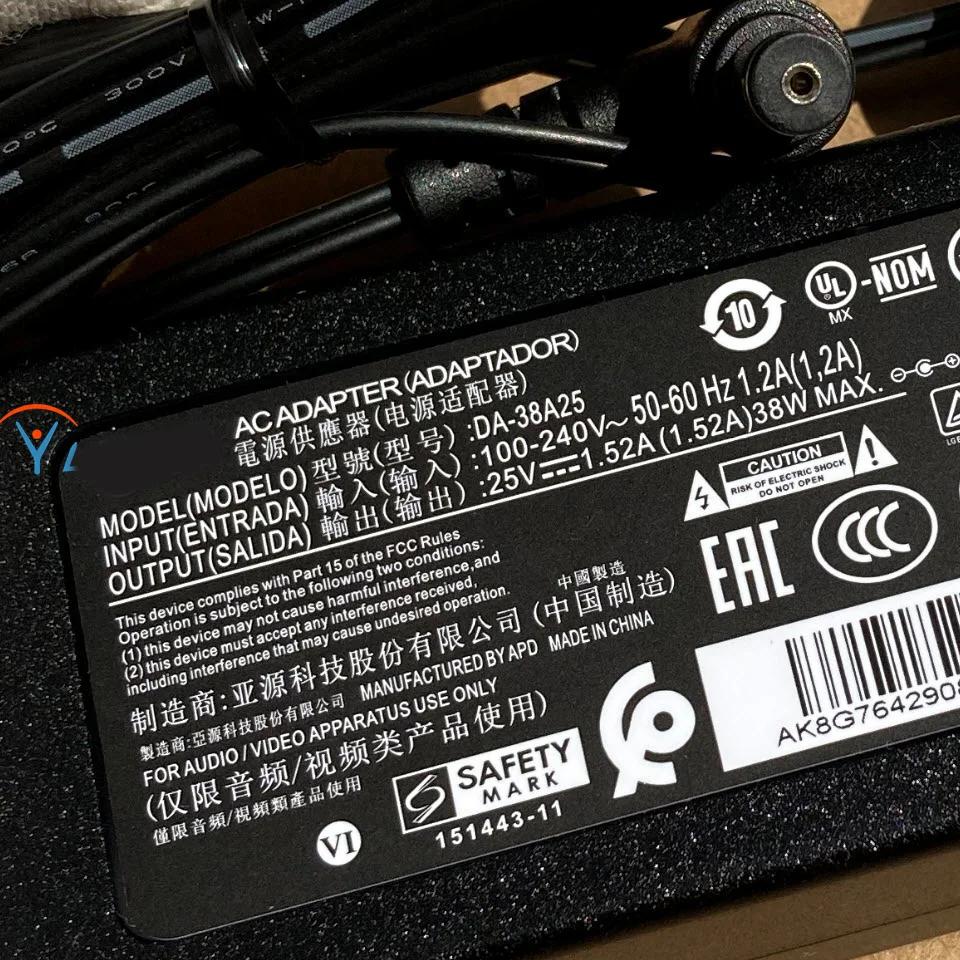 300V
10
UL
MX
-NOM
AC ADAPTER (ADAPTADOR)
電源供應器(电源适配器)
MODEL(MODELO) 型號(型号) :DA-38A25
INPUT(ENTRADA) 輸入(输入) :100-240V~ 50-60 Hz 1.2A(1,2A)
OUTPUT(SALIDA) 輸出(输出) :25V⎓1.52A (1.52A)38W MAX.
CAUTION
RISK OF ELECTRIC SHOCK
DO NOT OPEN
This device complies with Part 15 of the FCC Rules
Operation is subject to the following two conditions:
(1) this device may not cause harmful interference,and
(2) this device must accept any interference received,
including interference that may cause undesired operation.
EAC
CCC
中國製造
制造商:亚源科技股份有限公司 (中国制造)
製造商:亞源科技股份有限公司 MANUFACTURED BY APD MADE IN CHINA
FOR AUDIO / VIDEO APPARATUS USE ONLY
(仅限音频/视频类产品使用)
僅限音頻/視頻類產品使用
VI
SAFETY
MARK
151443-11
AK8G7642908